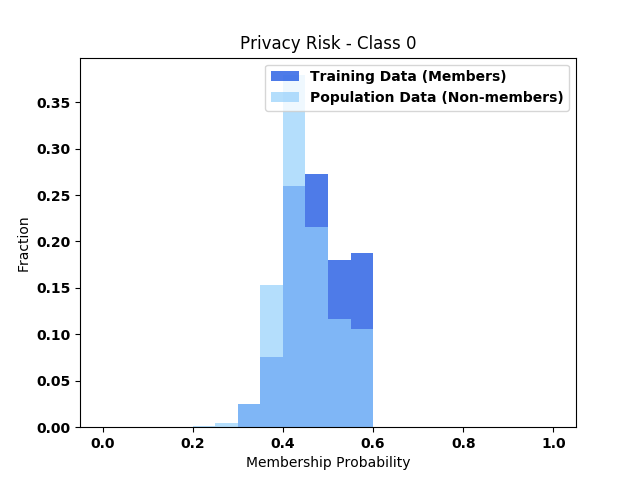 Privacy Risk - Class 0
Training Data (Members)
Population Data (Non-members)
0.35
0.30
0.25
0.20
0.15
0.10
0.05
0.00
Fraction
0.0 0.2 0.4 0.6 0.8 1.0
Membership Probability